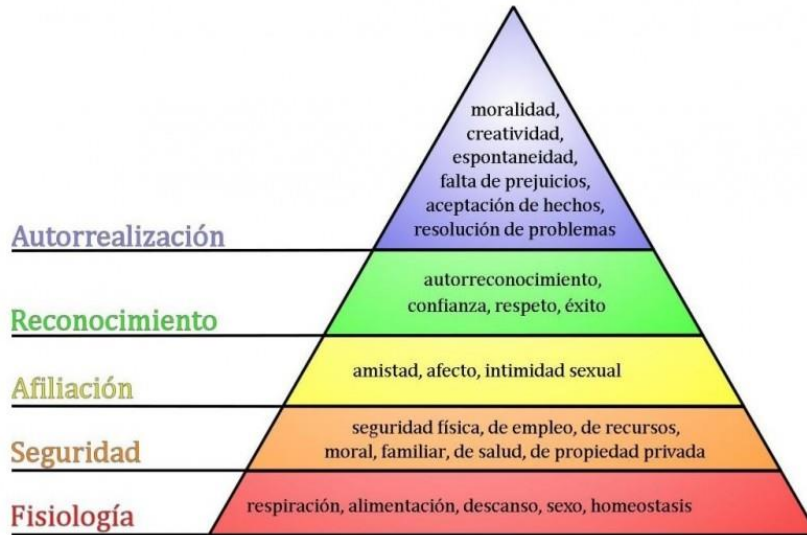 moralidad,
creatividad,
espontaneidad,
falta de prejuicios,
aceptación de hechos,
resolución de problemas
Autorrealización
autorreconocimiento,
confianza, respeto, éxito
Reconocimiento
amistad, afecto, intimidad sexual
Afiliación
seguridad física, de empleo, de recursos,
moral, familiar, de salud, de propiedad privada
Seguridad
respiración, alimentación, descanso, sexo, homeostasis
Fisiología